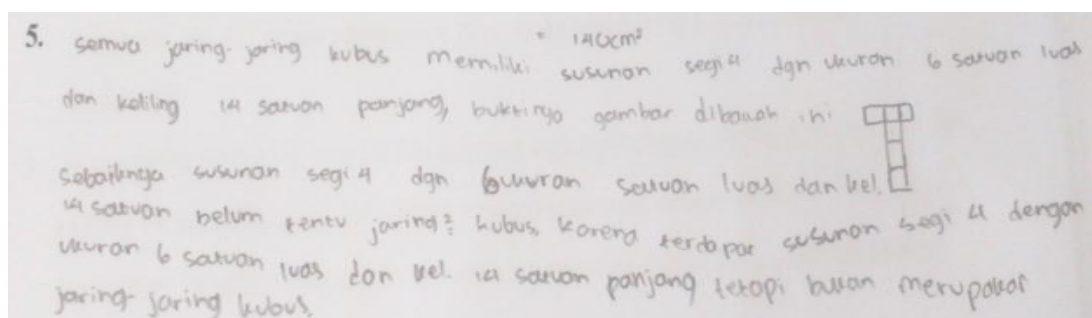 = 140cm²
5. semua jaring-jaring kubus memiliki susunan segi 4 dgn ukuran 6 satuan luas
dan keliling 14 satuan panjang, buktinya gambar dibawah ini
Sebaiknya susunan segi 4 dgn 6 ukuran satuan luas dan kel.
14 satuan belum tentu jaring² kubus, karena terdapat susunan segi 4 dengan
ukuran 6 satuan luas dan kel. 14 satuan panjang tetapi bukan merupakan
jaring-jaring kubus.